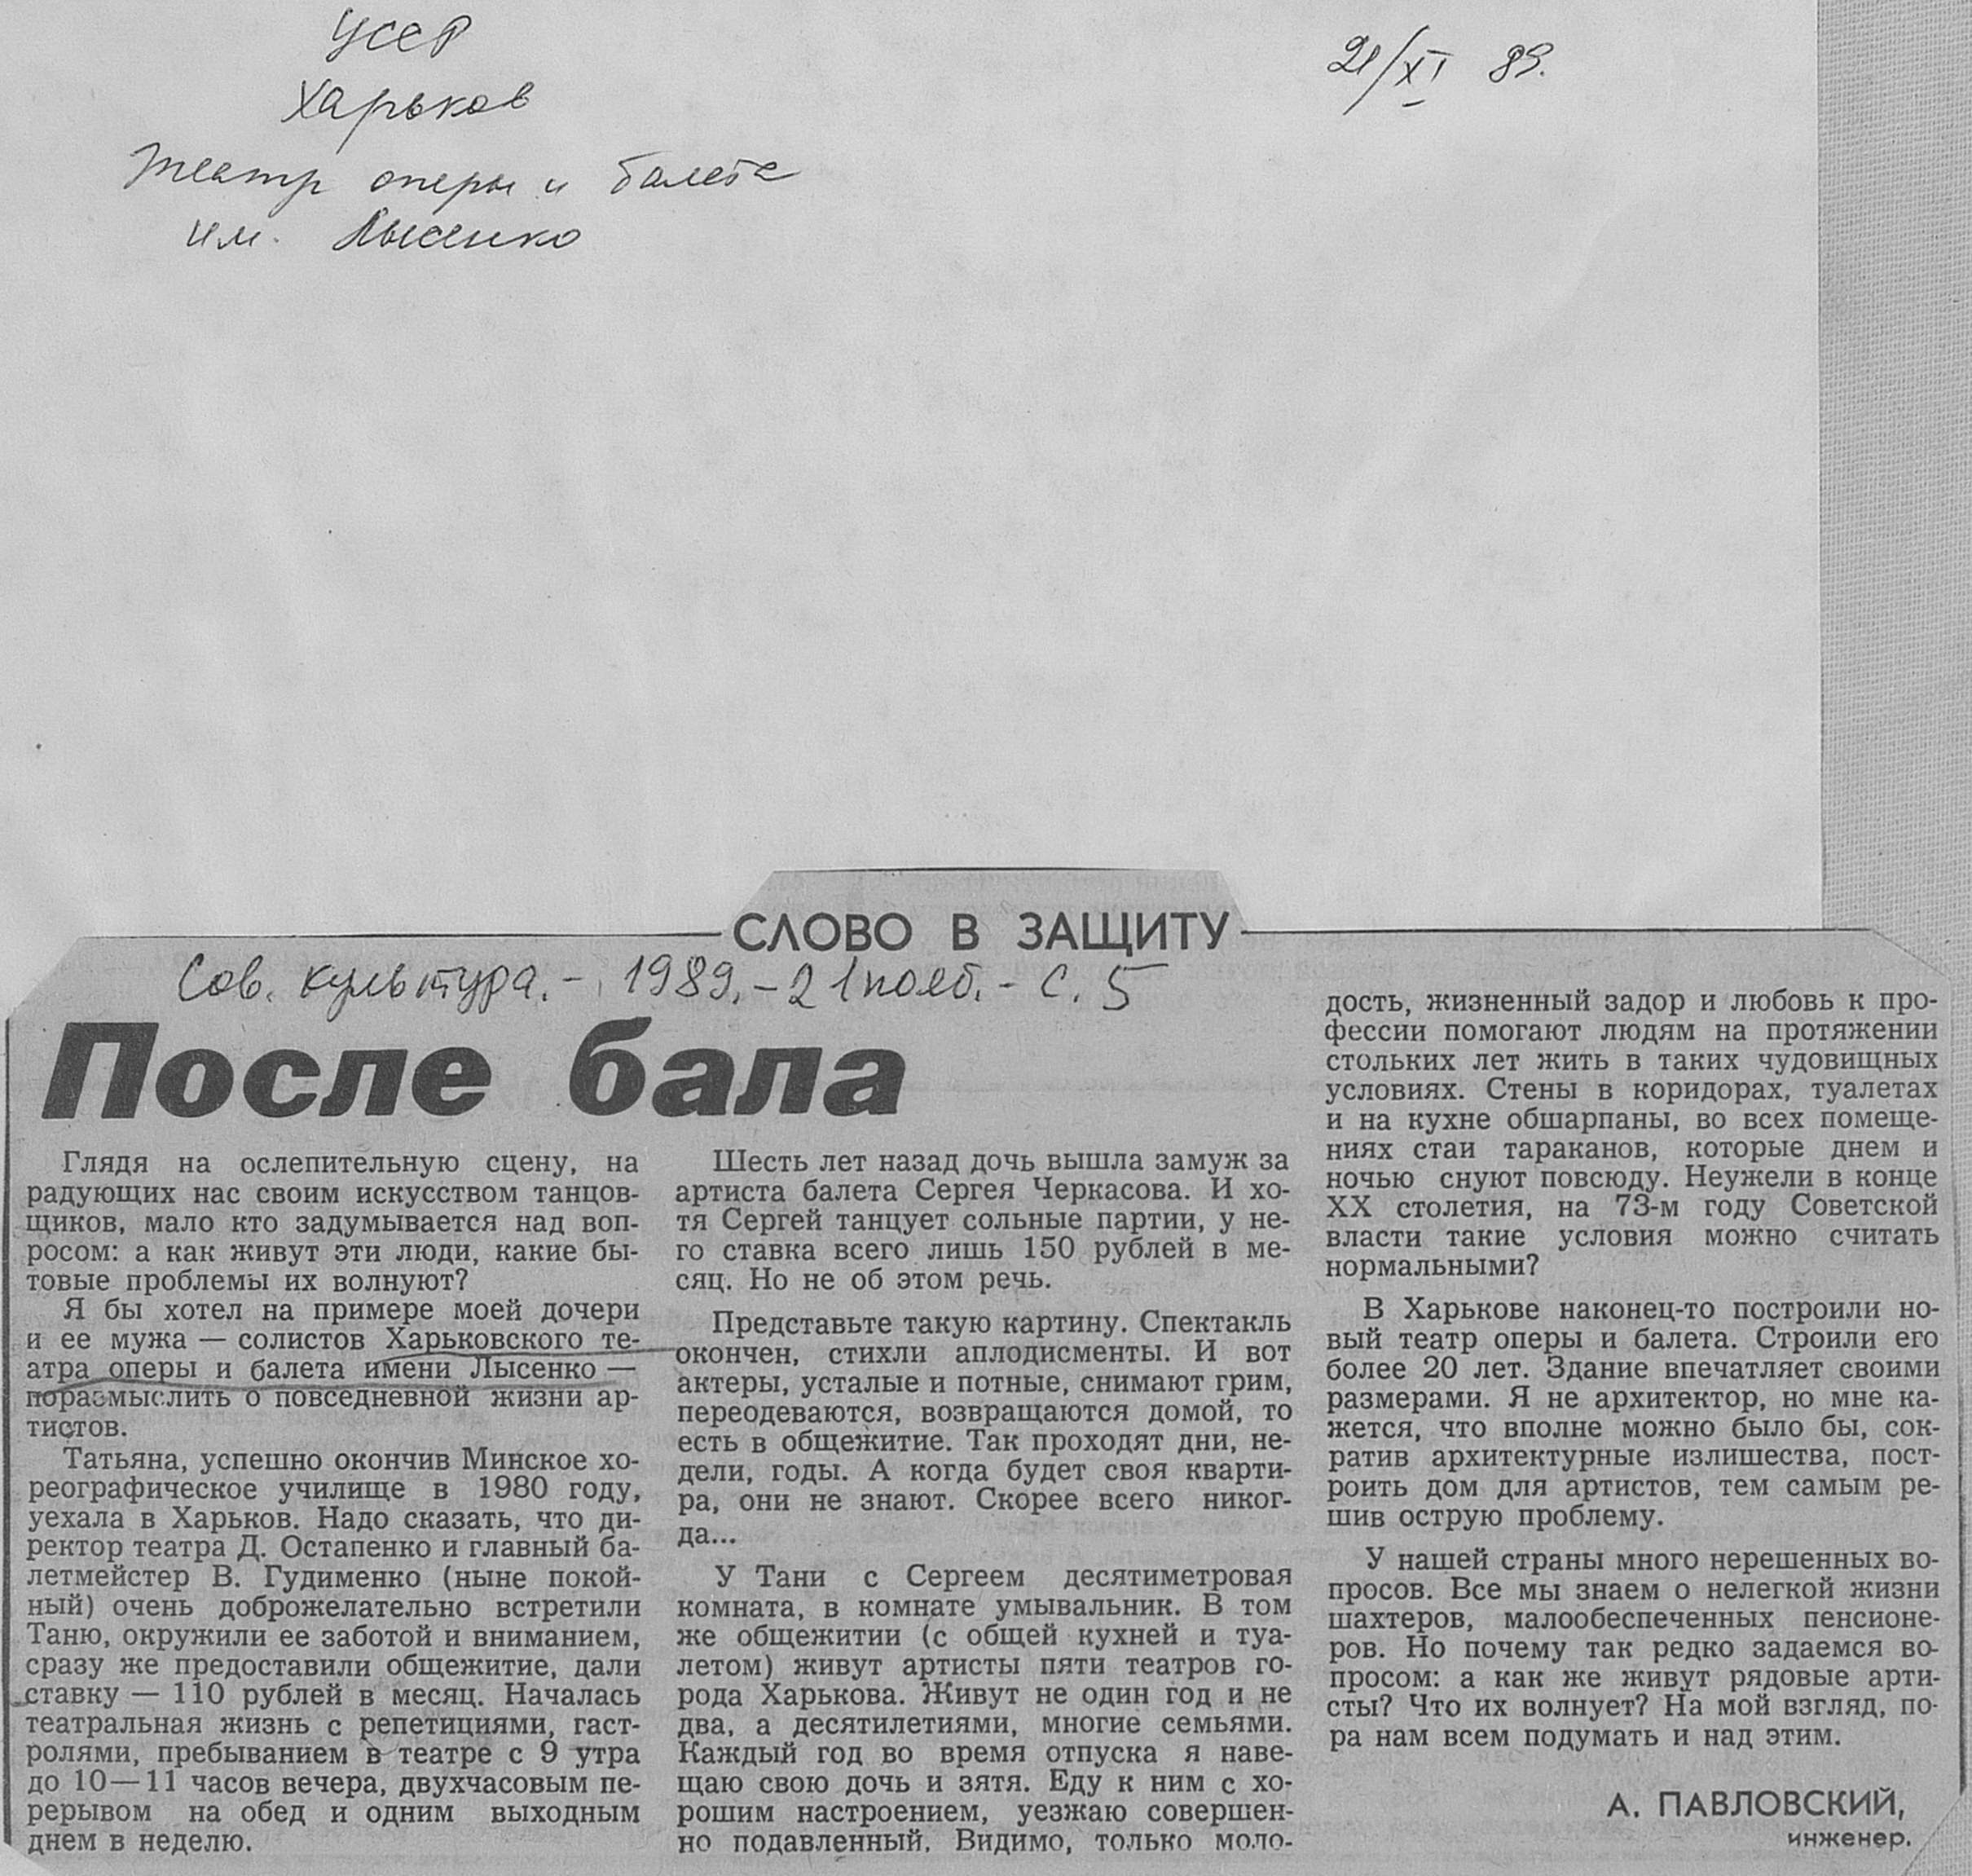 УССР
Харьков
Театр оперы и балета
им. Лысенко
21/XI 89.
СЛОВО В ЗАЩИТУ
Сов. культура. - 1989. - 21 нояб. - С. 5
После бала
Глядя на ослепительную сцену, на
радующих нас своим искусством танцов-
щиков, мало кто задумывается над воп-
росом: а как живут эти люди, какие бы-
товые проблемы их волнуют?
Я бы хотел на примере моей дочери
и ее мужа — солистов Харьковского те-
атра оперы и балета имени Лысенко —
поразмыслить о повседневной жизни ар-
тистов.
Татьяна, успешно окончив Минское хо-
реографическое училище в 1980 году,
уехала в Харьков. Надо сказать, что ди-
ректор театра Д. Остапенко и главный ба-
летмейстер В. Гудименко (ныне покой-
ный) очень доброжелательно встретили
Таню, окружили ее заботой и вниманием,
сразу же предоставили общежитие, дали
ставку — 110 рублей в месяц. Началась
театральная жизнь с репетициями, гаст-
ролями, пребыванием в театре с 9 утра
до 10—11 часов вечера, двухчасовым пе-
рерывом на обед и одним выходным
днем в неделю.
Шесть лет назад дочь вышла замуж за
артиста балета Сергея Черкасова. И хо-
тя Сергей танцует сольные партии, у не-
го ставка всего лишь 150 рублей в ме-
сяц. Но не об этом речь.
Представьте такую картину. Спектакль
окончен, стихли аплодисменты. И вот
актеры, усталые и потные, снимают грим,
переодеваются, возвращаются домой, то
есть в общежитие. Так проходят дни, не-
дели, годы. А когда будет своя кварти-
ра, они не знают. Скорее всего никог-
да...
У Тани с Сергеем десятиметровая
комната, в комнате умывальник. В том
же общежитии (с общей кухней и туа-
летом) живут артисты пяти театров го-
рода Харькова. Живут не один год и не
два, а десятилетиями, многие семьями.
Каждый год во время отпуска я наве-
щаю свою дочь и зятя. Еду к ним с хо-
рошим настроением, уезжаю совершен-
но подавленный. Видимо, только моло-
дость, жизненный задор и любовь к про-
фессии помогают людям на протяжении
стольких лет жить в таких чудовищных
условиях. Стены в коридорах, туалетах
и на кухне обшарпаны, во всех помеще-
ниях стаи тараканов, которые днем и
ночью снуют повсюду. Неужели в конце
XX столетия, на 73-м году Советской
власти такие условия можно считать
нормальными?
В Харькове наконец-то построили но-
вый театр оперы и балета. Строили его
более 20 лет. Здание впечатляет своими
размерами. Я не архитектор, но мне ка-
жется, что вполне можно было бы, сок-
ратив архитектурные излишества, пост-
роить дом для артистов, тем самым ре-
шив острую проблему.
У нашей страны много нерешенных во-
просов. Все мы знаем о нелегкой жизни
шахтеров, малообеспеченных пенсионе-
ров. Но почему так редко задаемся во-
просом: а как же живут рядовые арти-
сты? Что их волнует? На мой взгляд, по-
ра нам всем подумать и над этим.
А. ПАВЛОВСКИЙ,
инженер.